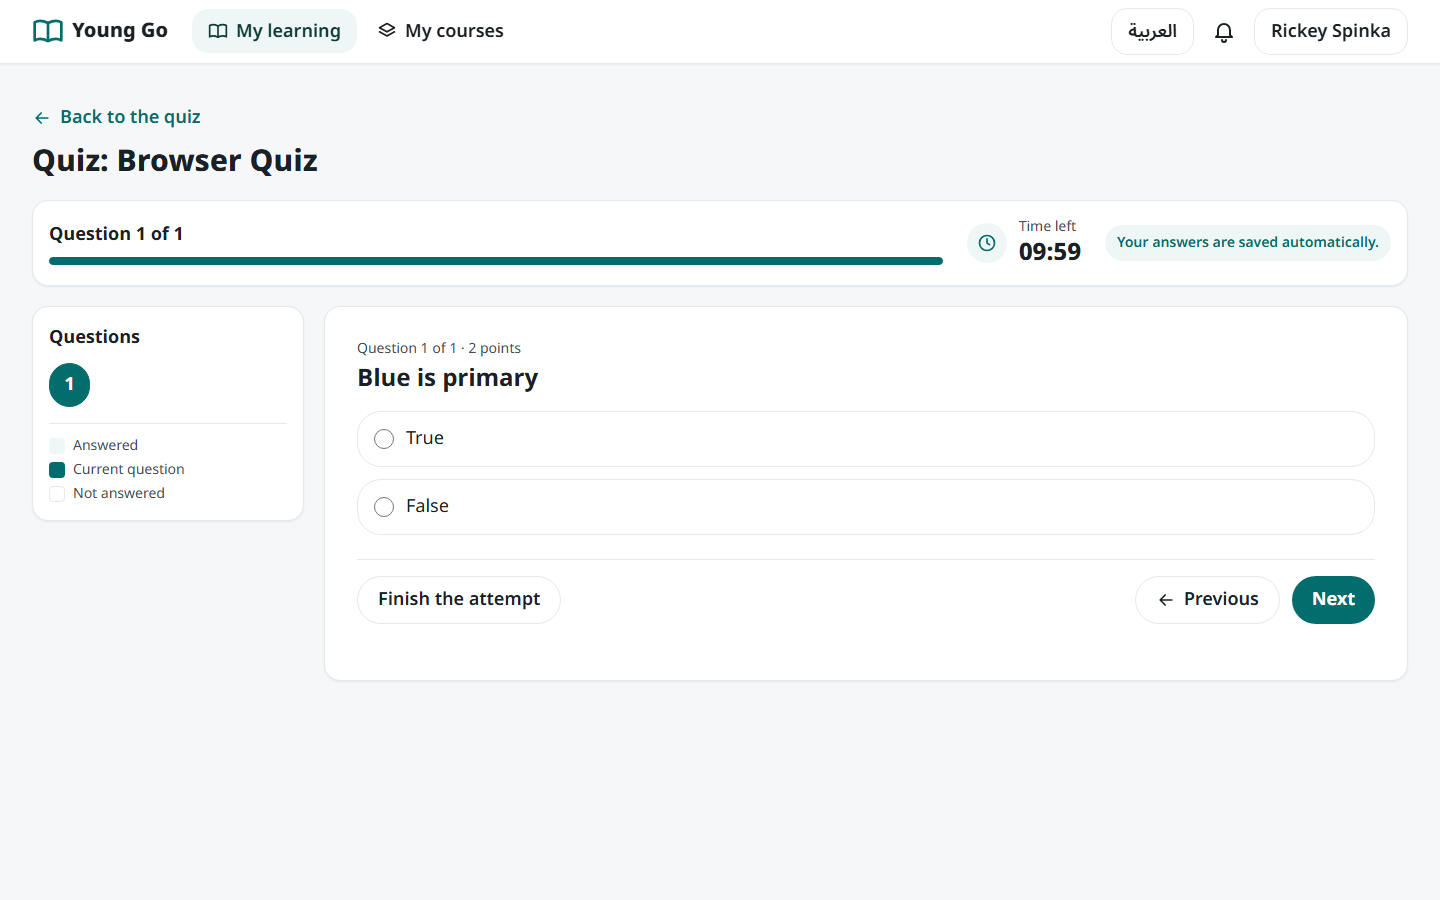 Young Go
My learning
My courses
العربية
Rickey Spinka
Back to the quiz
Quiz: Browser Quiz
Question 1 of 1
Time left
09:59
Your answers are saved automatically.
Questions
1
Answered
Current question
Not answered
Question 1 of 1 · 2 points
Blue is primary
True
False
Finish the attempt
Previous
Next